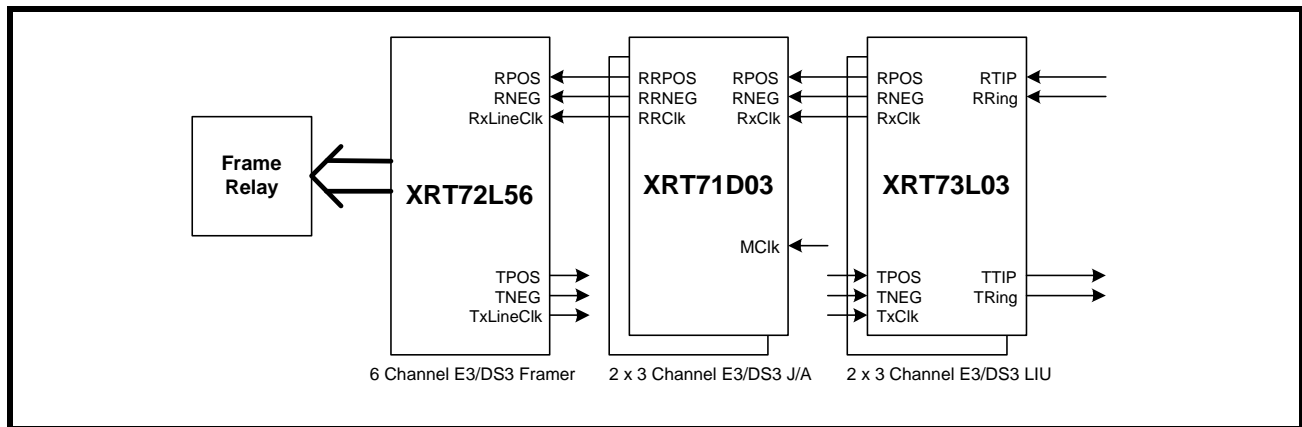 Frame
Relay
RPOS
RNEG
RxLineClk
XRT72L56
TPOS
TNEG
TxLineClk
6 Channel E3/DS3 Framer
RRPOS
RRNEG
RRClk
RPOS
RNEG
RxClk
XRT71D03
MClk
2 x 3 Channel E3/DS3 J/A
RPOS
RNEG
RxClk
RTIP
RRing
XRT73L03
TPOS
TNEG
TxClk
TTIP
TRing
2 x 3 Channel E3/DS3 LIU